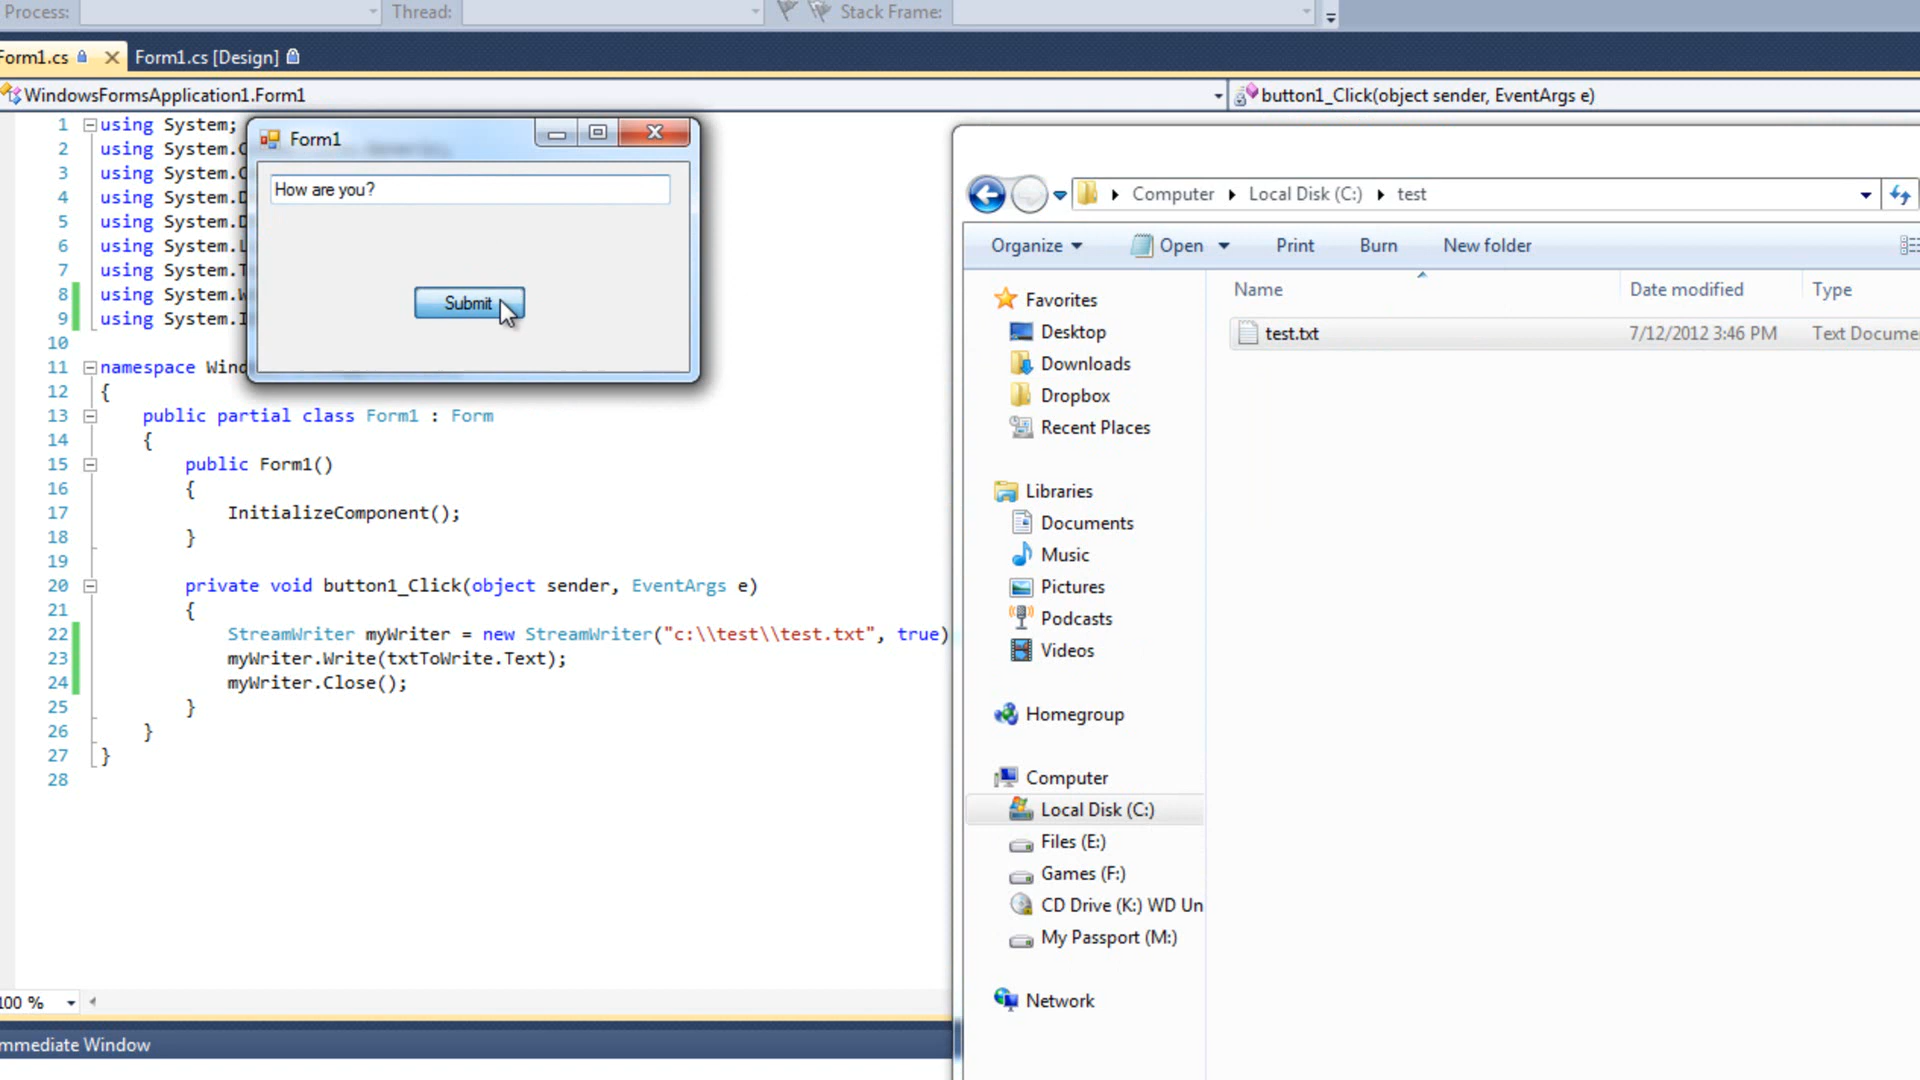 Process:
Thread:
Stack Frame:
Form1.cs
Form1.cs [Design]
WindowsFormsApplication1.Form1
button1_Click(object sender, EventArgs e)
Form1
How are you?
Submit
1 using System;
2 using System.C
3 using System.C
4 using System.D
5 using System.D
6 using System.L
7 using System.T
8 using System.W
9 using System.I
10
11 namespace Wind
12 {
13 public partial class Form1 : Form
14 {
15 public Form1()
16 {
17 InitializeComponent();
18 }
19
20 private void button1_Click(object sender, EventArgs e)
21 {
22 StreamWriter myWriter = new StreamWriter("c:\\test\\test.txt", true)
23 myWriter.Write(txtToWrite.Text);
24 myWriter.Close();
25 }
26 }
27 }
28
100 %
mmediate Window
Computer Local Disk (C:) test
Organize Open Print Burn New folder
Favorites
Desktop
Downloads
Dropbox
Recent Places
Libraries
Documents
Music
Pictures
Podcasts
Videos
Homegroup
Computer
Local Disk (C:)
Files (E:)
Games (F:)
CD Drive (K:) WD Un
My Passport (M:)
Network
Name Date modified Type
test.txt 7/12/2012 3:46 PM Text Docume